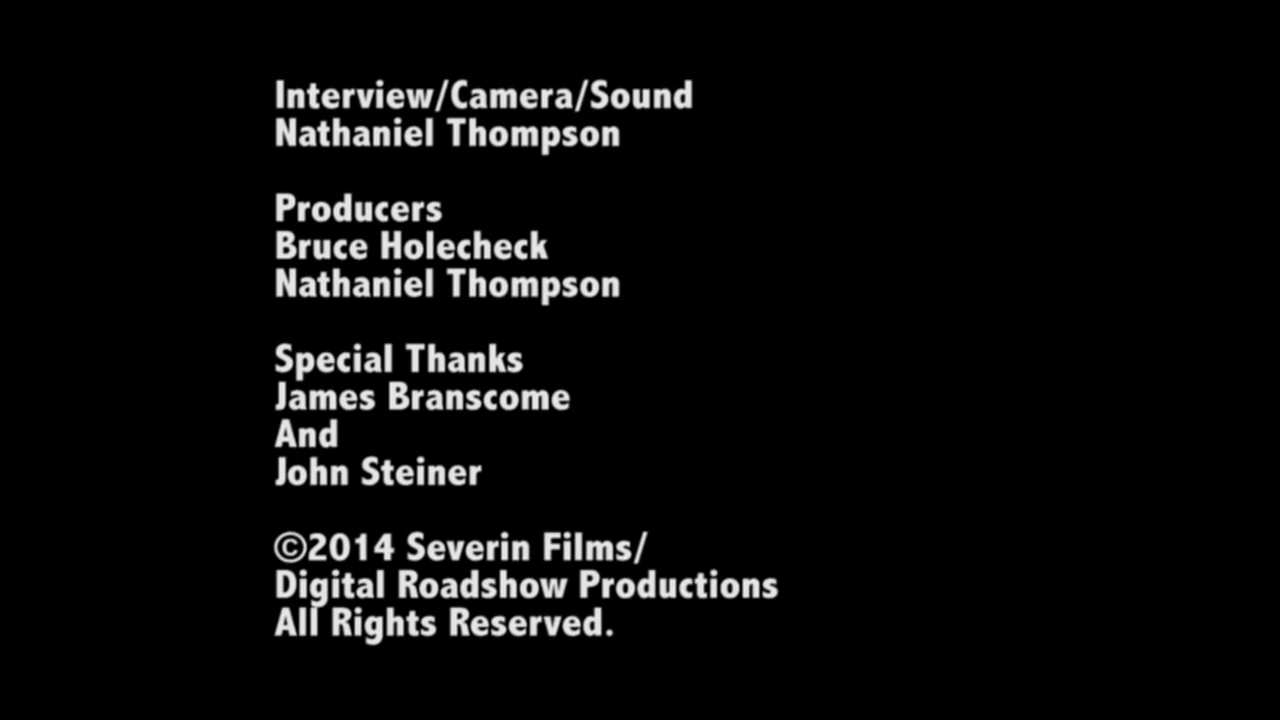 Interview/Camera/Sound
Nathaniel Thompson
Producers
Bruce Holecheck
Nathaniel Thompson
Special Thanks
James Branscome
And
John Steiner
©2014 Severin Films/
Digital Roadshow Productions
All Rights Reserved.